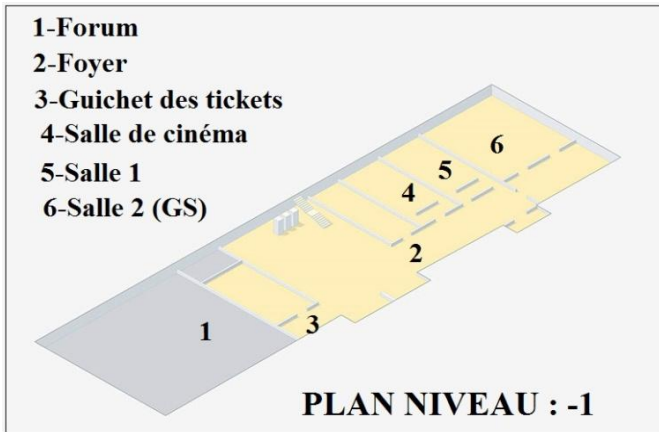 1-Forum
2-Foyer
3-Guichet des tickets
4-Salle de cinéma
5-Salle 1
6-Salle 2 (GS)
6
5
4
2
1
3
PLAN NIVEAU : -1